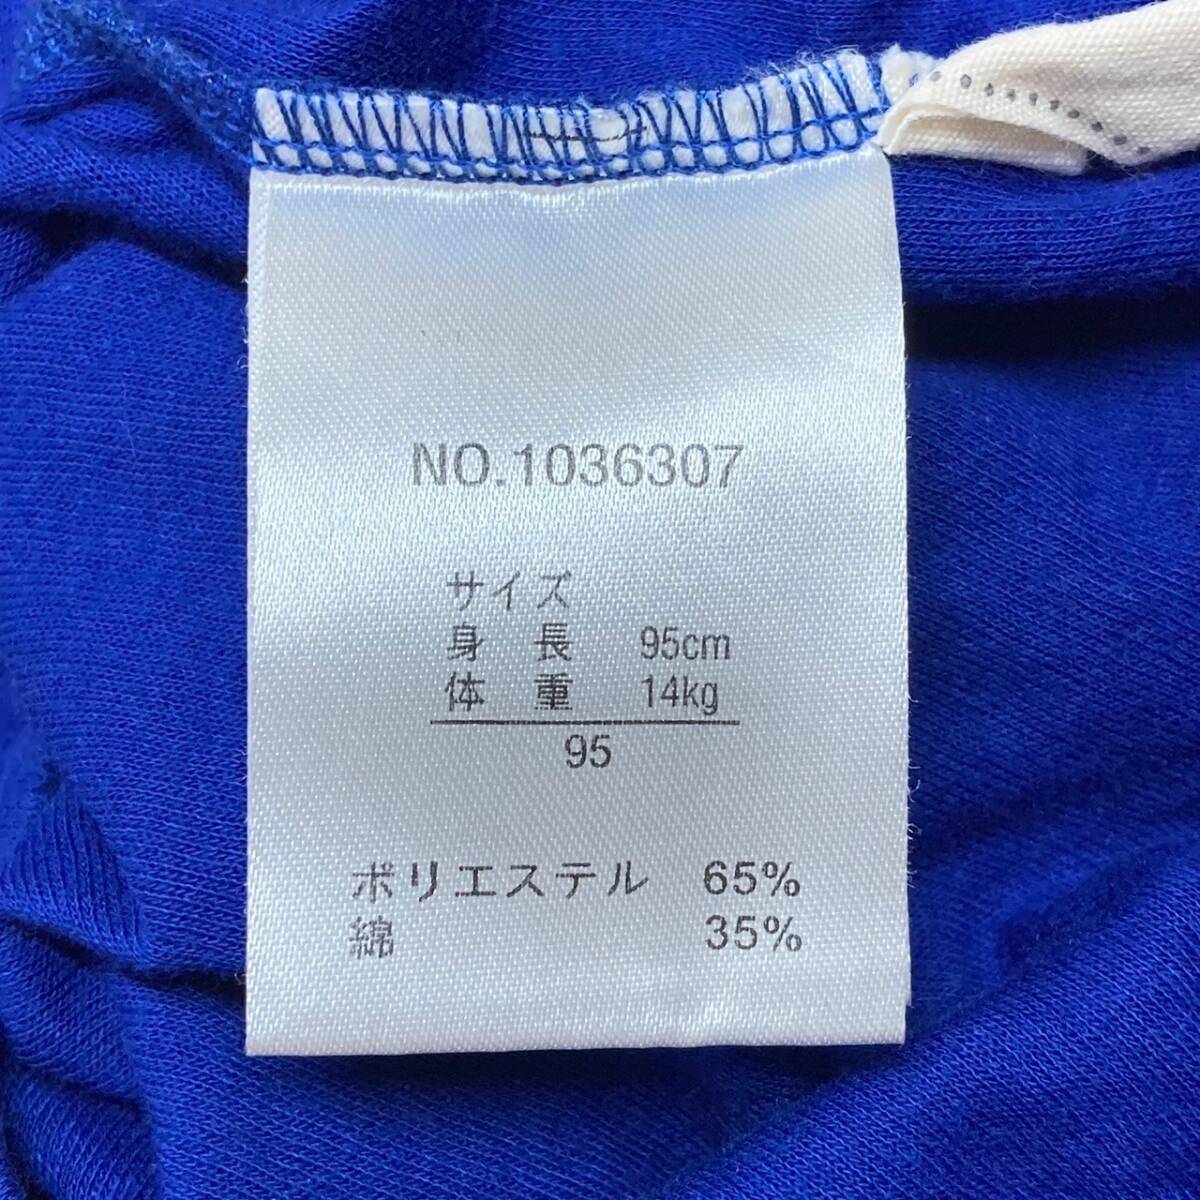 NO.1036307
サイズ
身 長 95cm
体 重 14kg
95
ポリエステル 65%
綿 35%